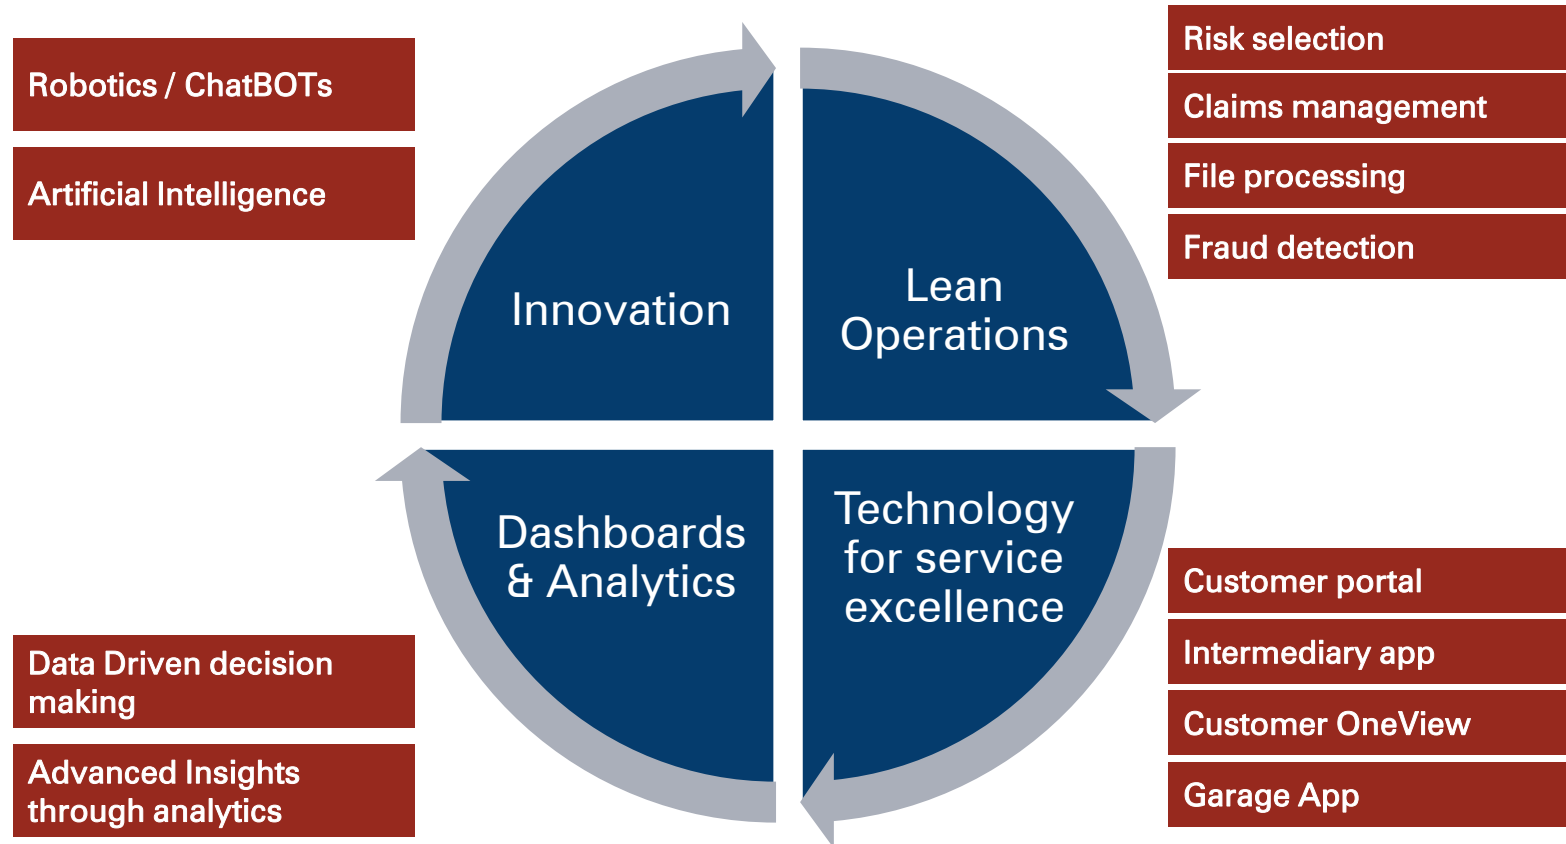 Robotics / ChatBOTs
Artificial Intelligence
Innovation
Lean
Operations
Risk selection
Claims management
File processing
Fraud detection
Dashboards
& Analytics
Technology
for service
excellence
Data Driven decision
making
Advanced Insights
through analytics
Customer portal
Intermediary app
Customer OneView
Garage App